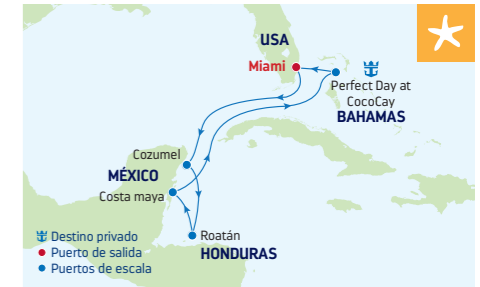 USA
Miami
Perfect Day at
CocoCay
BAHAMAS
Cozumel
MÉXICO
Costa maya
Roatán
HONDURAS
Destino privado
Puerto de salida
Puertos de escala